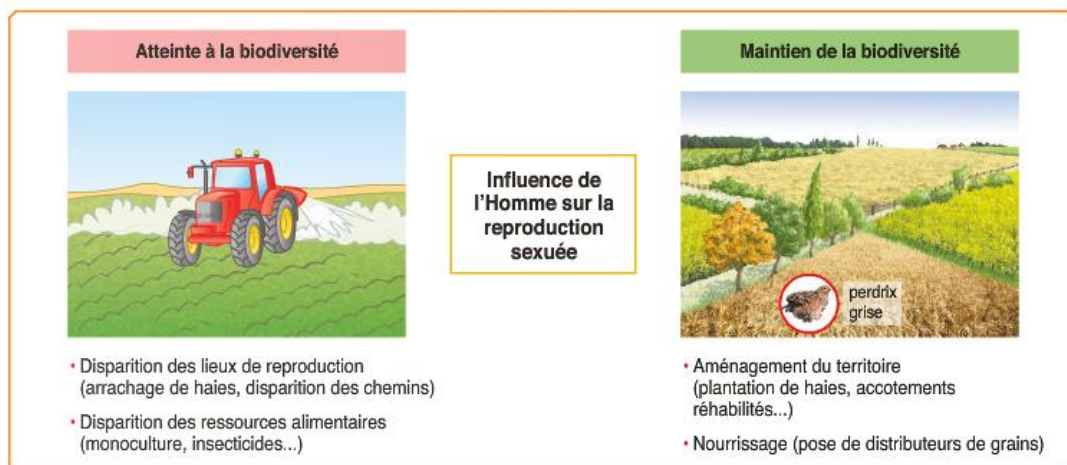 Atteinte à la biodiversité
Maintien de la biodiversité
Influence de
l'Homme sur la
reproduction
sexuée
perdrix
grise
• Disparition des lieux de reproduction
(arrachage de haies, disparition des chemins)
• Disparition des ressources alimentaires
(monoculture, insecticides...)
• Aménagement du territoire
(plantation de haies, accotements
réhabilités...)
• Nourrissage (pose de distributeurs de grains)